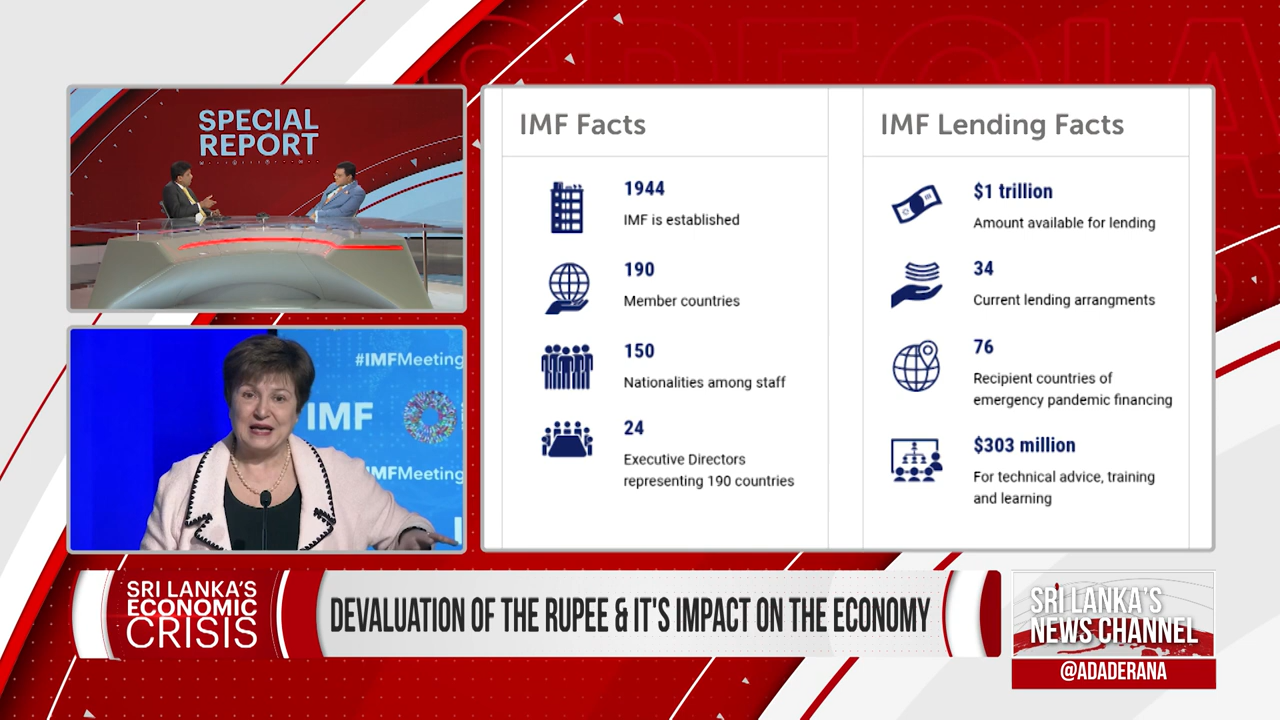 SPECIAL
REPORT
#IMFMeeting
IMF
IMFMeeting
IMF Facts
1944
IMF is established
190
Member countries
150
Nationalities among staff
24
Executive Directors
representing 190 countries
IMF Lending Facts
$1 trillion
Amount available for lending
34
Current lending arrangments
76
Recipient countries of
emergency pandemic financing
$303 million
For technical advice, training
and learning
SRI LANKA'S
ECONOMIC
CRISIS
DEVALUATION OF THE RUPEE & IT'S IMPACT ON THE ECONOMY
SRI LANKA'S
NEWS CHANNEL
@ADADERANA